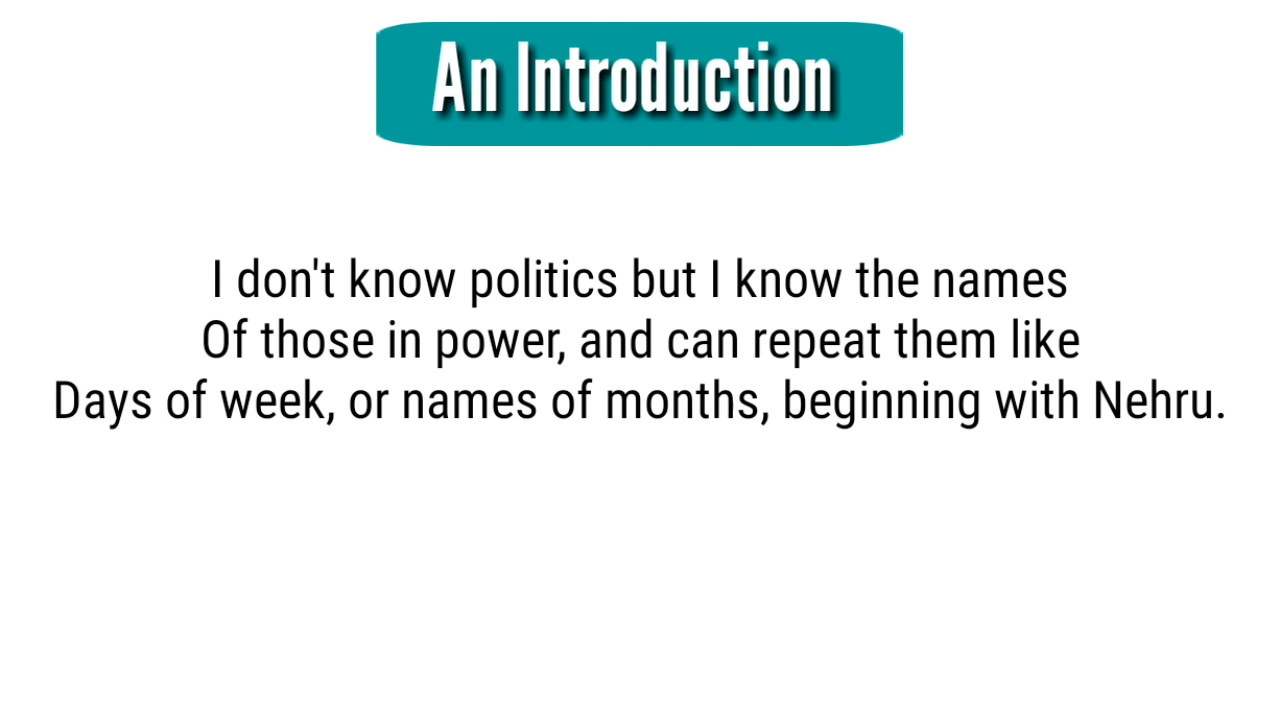 An Introduction
I don't know politics but I know the names
Of those in power, and can repeat them like
Days of week, or names of months, beginning with Nehru.